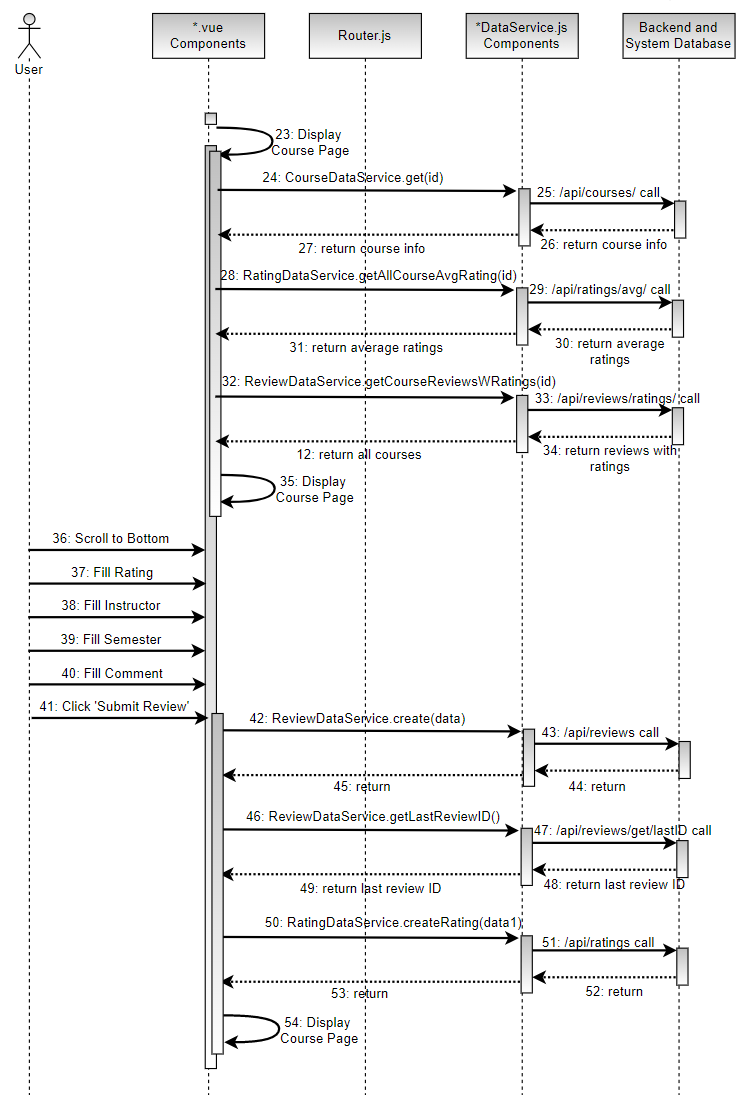 User
*.vue
Components
Router.js
*DataService.js
Components
Backend and
System Database
23: Display
Course Page
24: CourseDataService.get(id)
25: /api/courses/ call
26: return course info
27: return course info
28: RatingDataService.getAllCourseAvgRating(id)
29: /api/ratings/avg/ call
30: return average
ratings
31: return average ratings
32: ReviewDataService.getCourseReviewsWRatings(id)
33: /api/reviews/ratings/ call
34: return reviews with
ratings
12: return all courses
35: Display
Course Page
36: Scroll to Bottom
37: Fill Rating
38: Fill Instructor
39: Fill Semester
40: Fill Comment
41: Click 'Submit Review'
42: ReviewDataService.create(data)
43: /api/reviews call
44: return
45: return
46: ReviewDataService.getLastReviewID()
47: /api/reviews/get/lastID call
48: return last review ID
49: return last review ID
50: RatingDataService.createRating(data1)
51: /api/ratings call
52: return
53: return
54: Display
Course Page